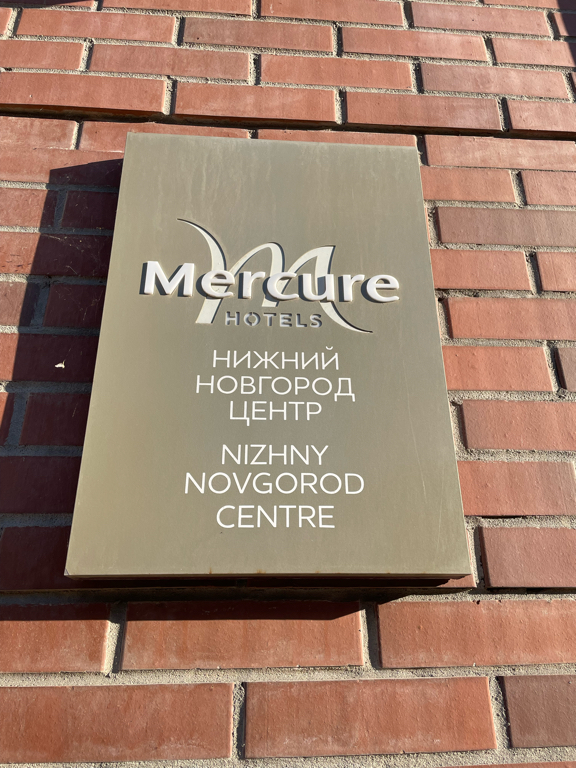 Mercure
HOTELS
НИЖНИЙ
НОВГОРОД
ЦЕНТР
NIZHNY
NOVGOROD
CENTRE